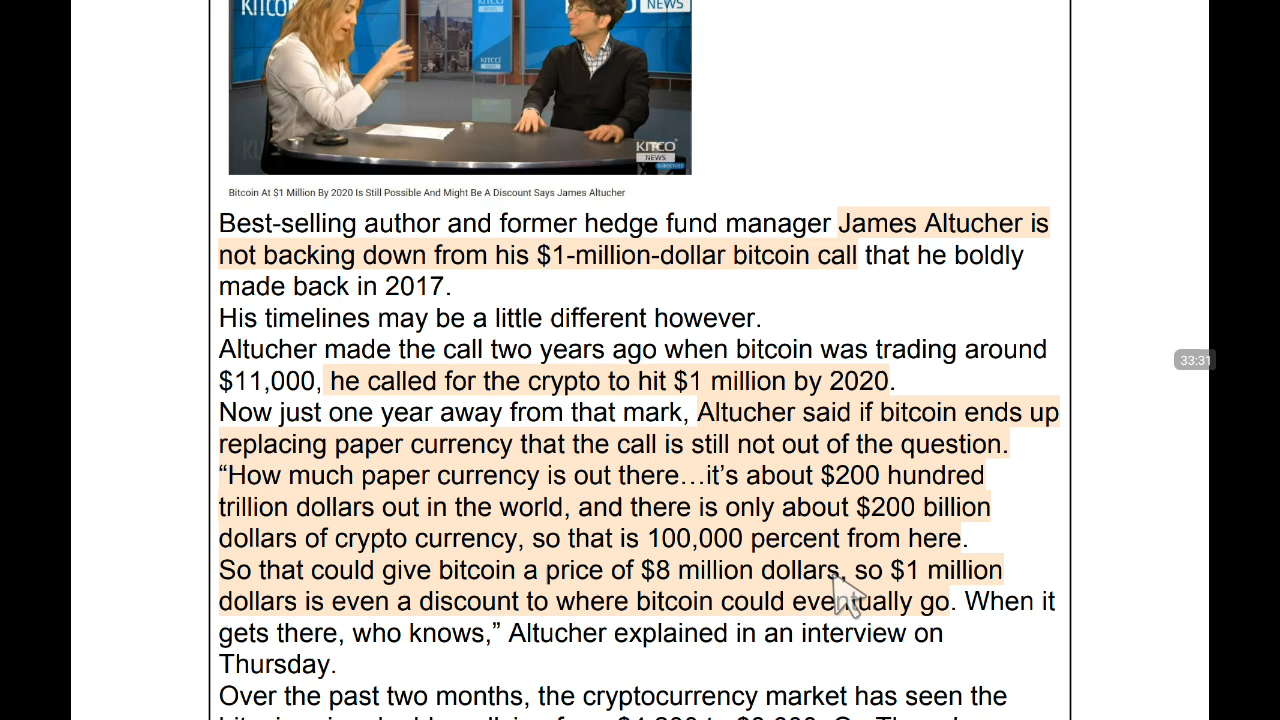 KITCO
NEWS
KITCO
NEWS
SUBSCRIBE
Bitcoin At $1 Million By 2020 Is Still Possible And Might Be A Discount Says James Altucher
Best-selling author and former hedge fund manager James Altucher is
not backing down from his $1-million-dollar bitcoin call that he boldly
made back in 2017.
His timelines may be a little different however.
Altucher made the call two years ago when bitcoin was trading around
$11,000, he called for the crypto to hit $1 million by 2020.
33:31
Now just one year away from that mark, Altucher said if bitcoin ends up
replacing paper currency that the call is still not out of the question.
“How much paper currency is out there…it’s about $200 hundred
trillion dollars out in the world, and there is only about $200 billion
dollars of crypto currency, so that is 100,000 percent from here.
So that could give bitcoin a price of $8 million dollars, so $1 million
dollars is even a discount to where bitcoin could eventually go. When it
gets there, who knows,” Altucher explained in an interview on
Thursday.
Over the past two months, the cryptocurrency market has seen the